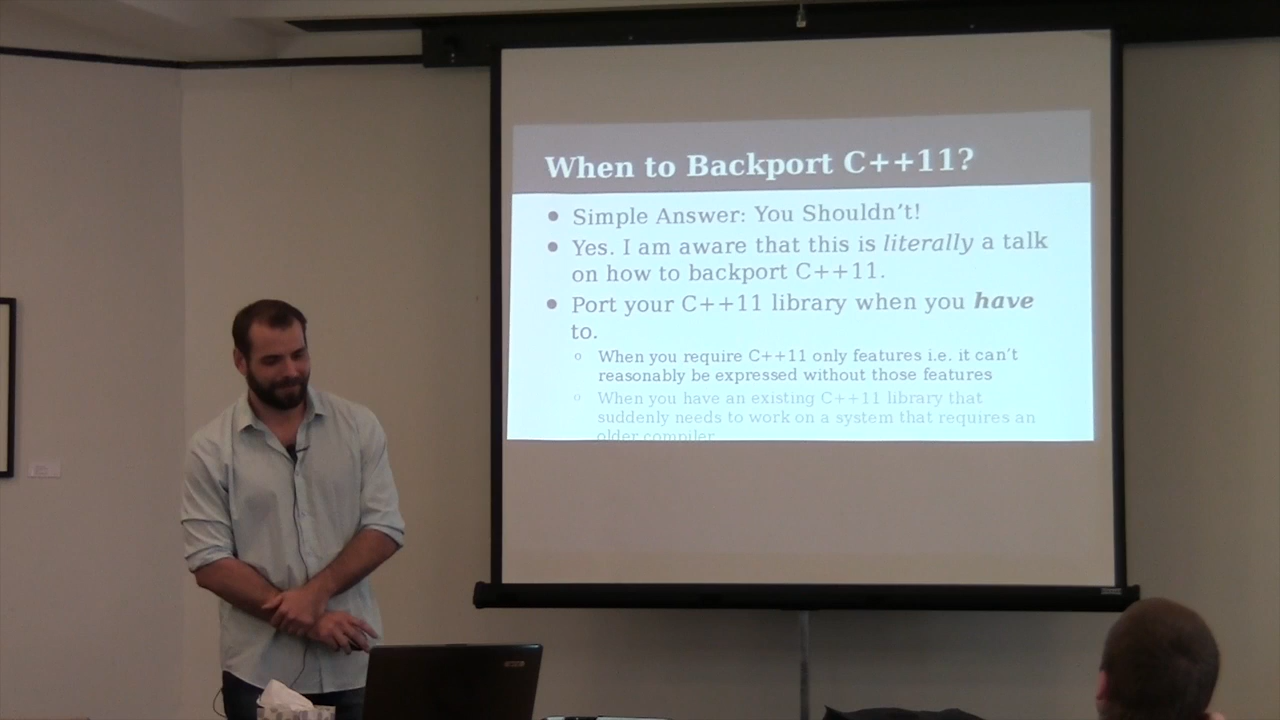 When to Backport C++11?
● Simple Answer: You Shouldn't!
● Yes. I am aware that this is literally a talk
on how to backport C++11.
● Port your C++11 library when you have
to.
○ When you require C++11 only features i.e. it can't
reasonably be expressed without those features
○ When you have an existing C++11 library that
suddenly needs to work on a system that requires an
older compiler